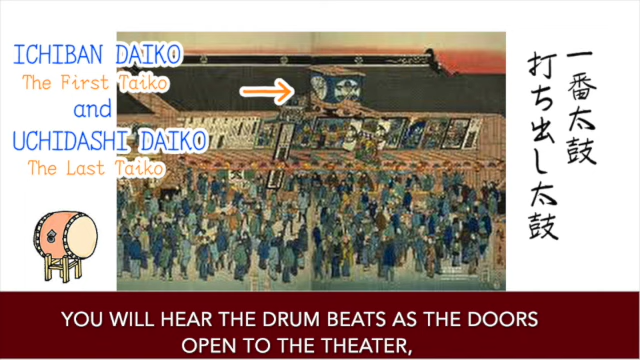 ICHIBAN DAIKO
The First Taiko
and
UCHIDASHI DAIKO
The Last Taiko
一番太鼓
打ち出し太鼓
YOU WILL HEAR THE DRUM BEATS AS THE DOORS
OPEN TO THE THEATER,